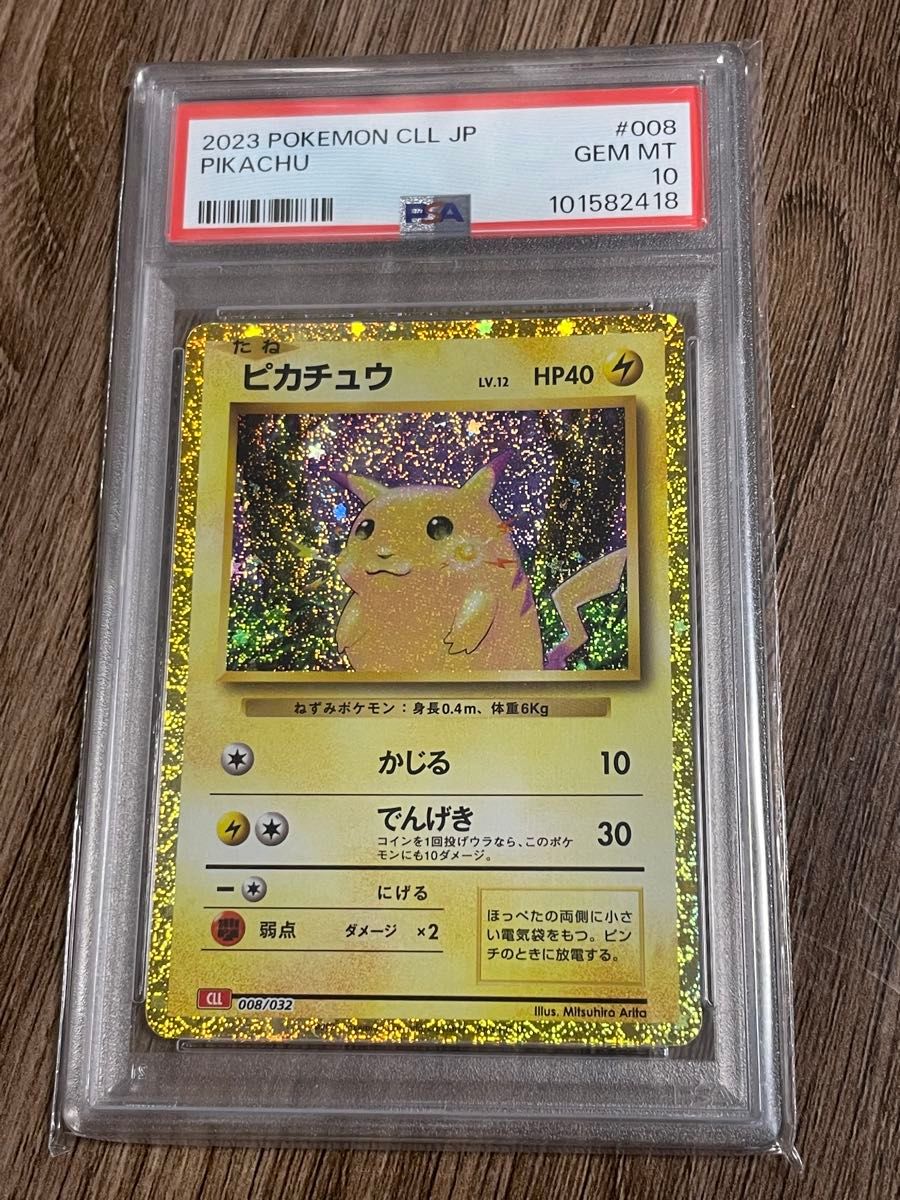 2023 POKEMON CLL JP #008
PIKACHU GEM MT
10
PSA 101582418
たね
ピカチュウ LV.12 HP40
ねずみポケモン：身長0.4m、体重6Kg
かじる 10
でんげき 30
コインを1回投げウラなら、このポケ
モンにも10ダメージ。
にげる
弱点 ダメージ ×2
ほっぺたの両側に小さ
い電気袋をもつ。ピン
チのときに放電する。
CLL 008/032
Illus. Mitsuhiro Arita